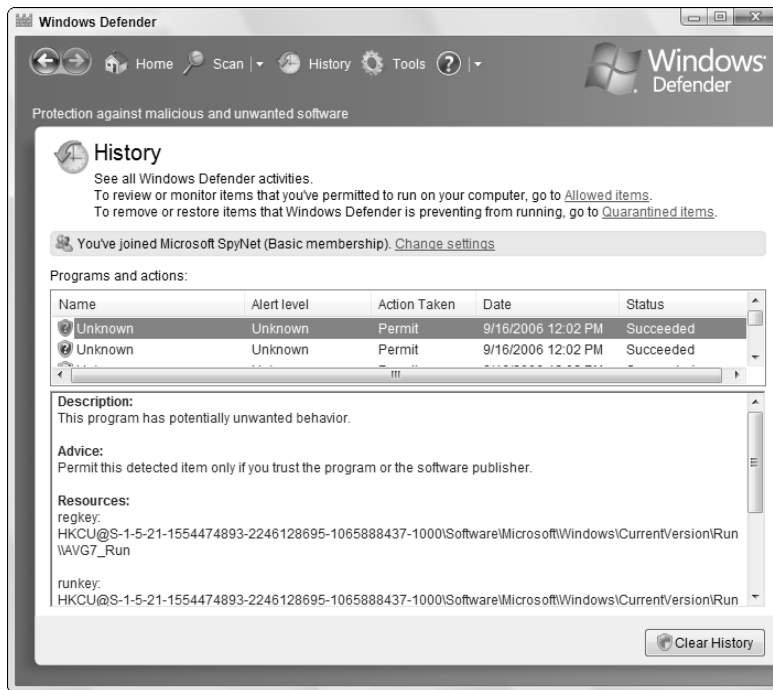 Windows Defender
Home Scan History Tools ?
Windows
Defender
Protection against malicious and unwanted software
History
See all Windows Defender activities.
To review or monitor items that you've permitted to run on your computer, go to Allowed items.
To remove or restore items that Windows Defender is preventing from running, go to Quarantined items.
You've joined Microsoft SpyNet (Basic membership). Change settings
Programs and actions:
Name Alert level Action Taken Date Status
Unknown Unknown Permit 9/16/2006 12:02 PM Succeeded
Unknown Unknown Permit 9/16/2006 12:02 PM Succeeded
Description:
This program has potentially unwanted behavior.
Advice:
Permit this detected item only if you trust the program or the software publisher.
Resources:
regkey:
HKCU@S-1-5-21-1554474893-2246128695-1065888437-1000\Software\Microsoft\Windows\CurrentVersion\Run
\\AVG7_Run
runkey:
HKCU@S-1-5-21-1554474893-2246128695-1065888437-1000\Software\Microsoft\Windows\CurrentVersion\Run
Clear History